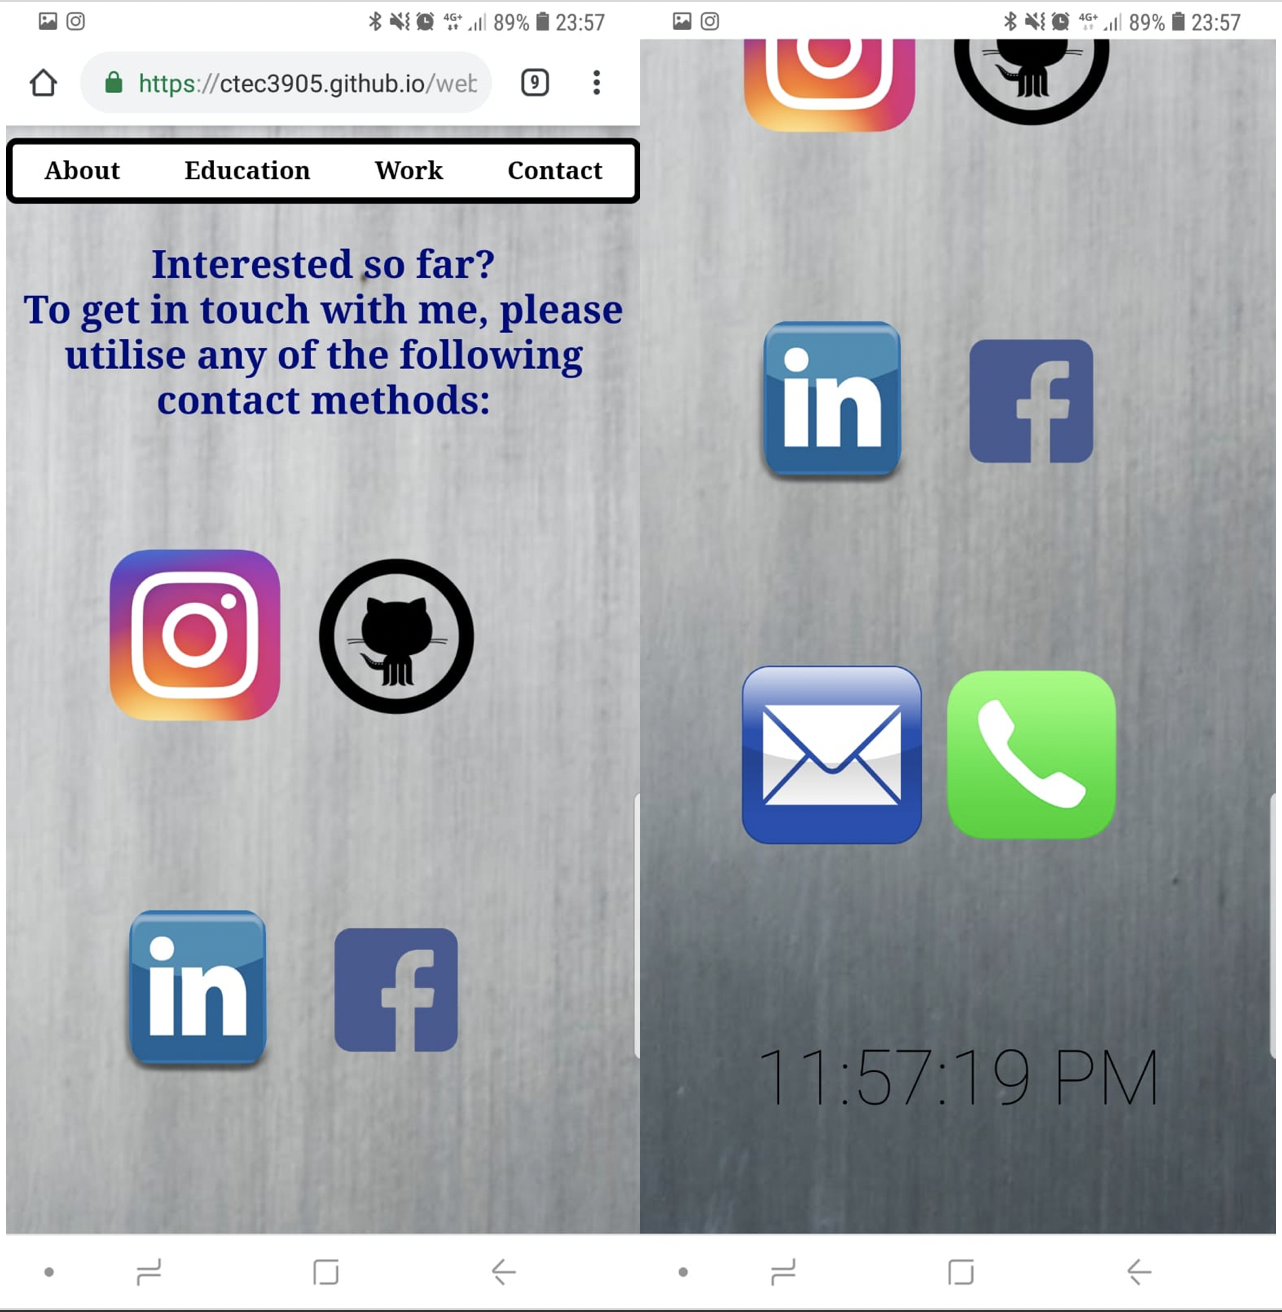 4G+ 89% 23:57
https://ctec3905.github.io/web
9
About Education Work Contact
Interested so far?
To get in touch with me, please
utilise any of the following
contact methods:
in f
4G+ 89% 23:57
in f
11:57:19 PM